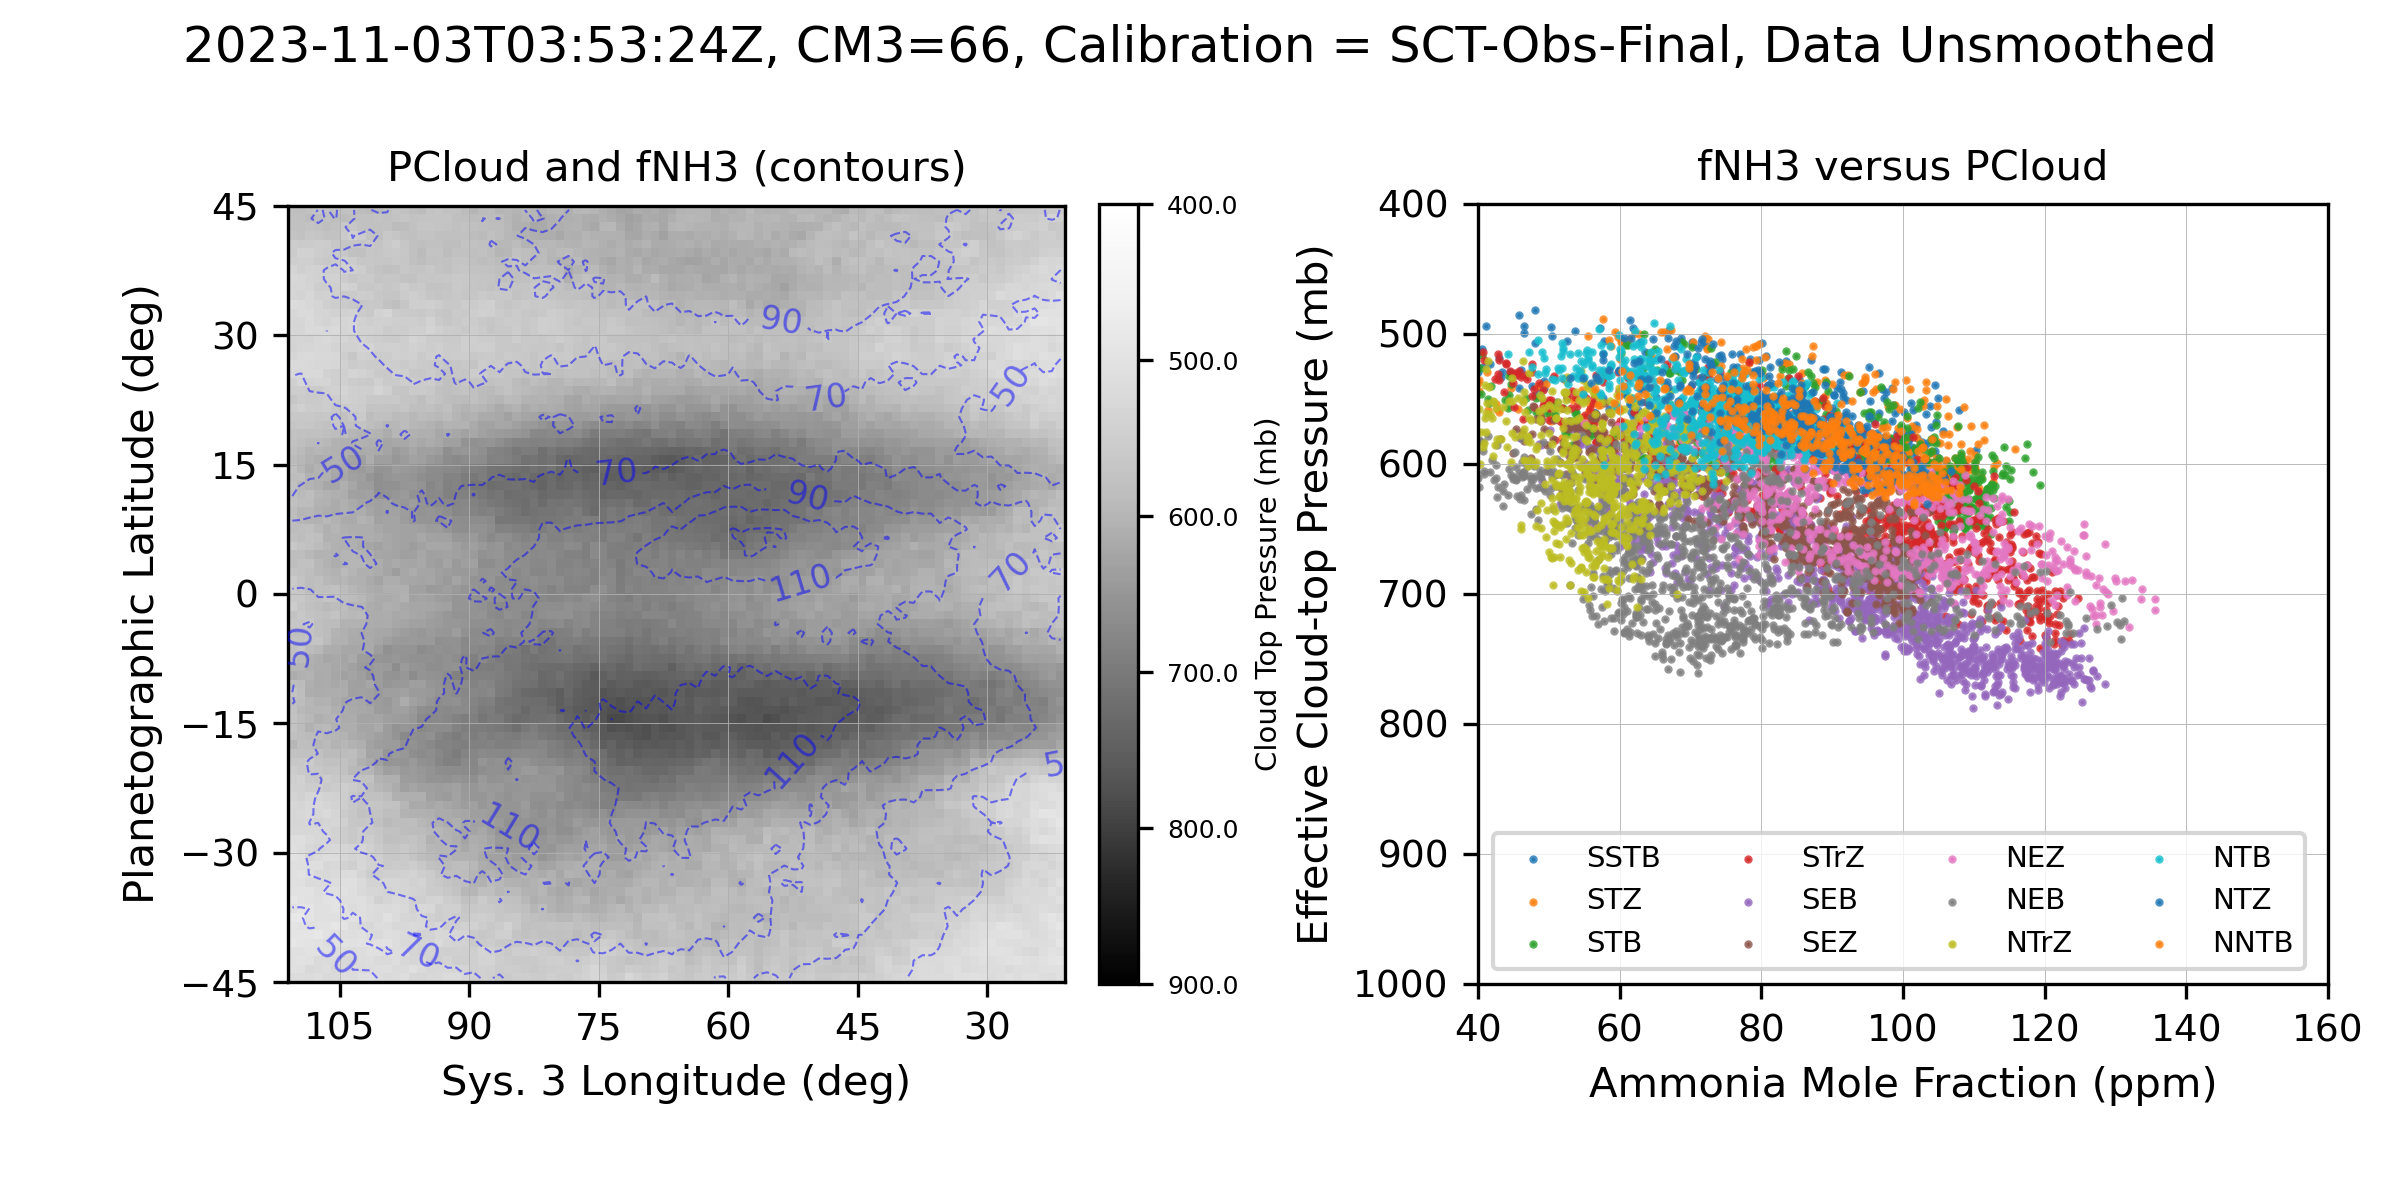 2023-11-03T03:53:24Z, CM3=66, Calibration = SCT-Obs-Final, Data Unsmoothed
PCloud and fNH3 (contours)
45
30
15
0
−15
−30
−45
Planetographic Latitude (deg)
105 90 75 60 45 30
Sys. 3 Longitude (deg)
90
70
50
50
70
90
110
70
50
110
5
110
50
70
400.0
500.0
600.0
700.0
800.0
900.0
Cloud Top Pressure (mb)
fNH3 versus PCloud
400
500
600
700
800
900
1000
Effective Cloud-top Pressure (mb)
SSTB STrZ NEZ NTB
STZ SEB NEB NTZ
STB SEZ NTrZ NNTB
40 60 80 100 120 140 160
Ammonia Mole Fraction (ppm)